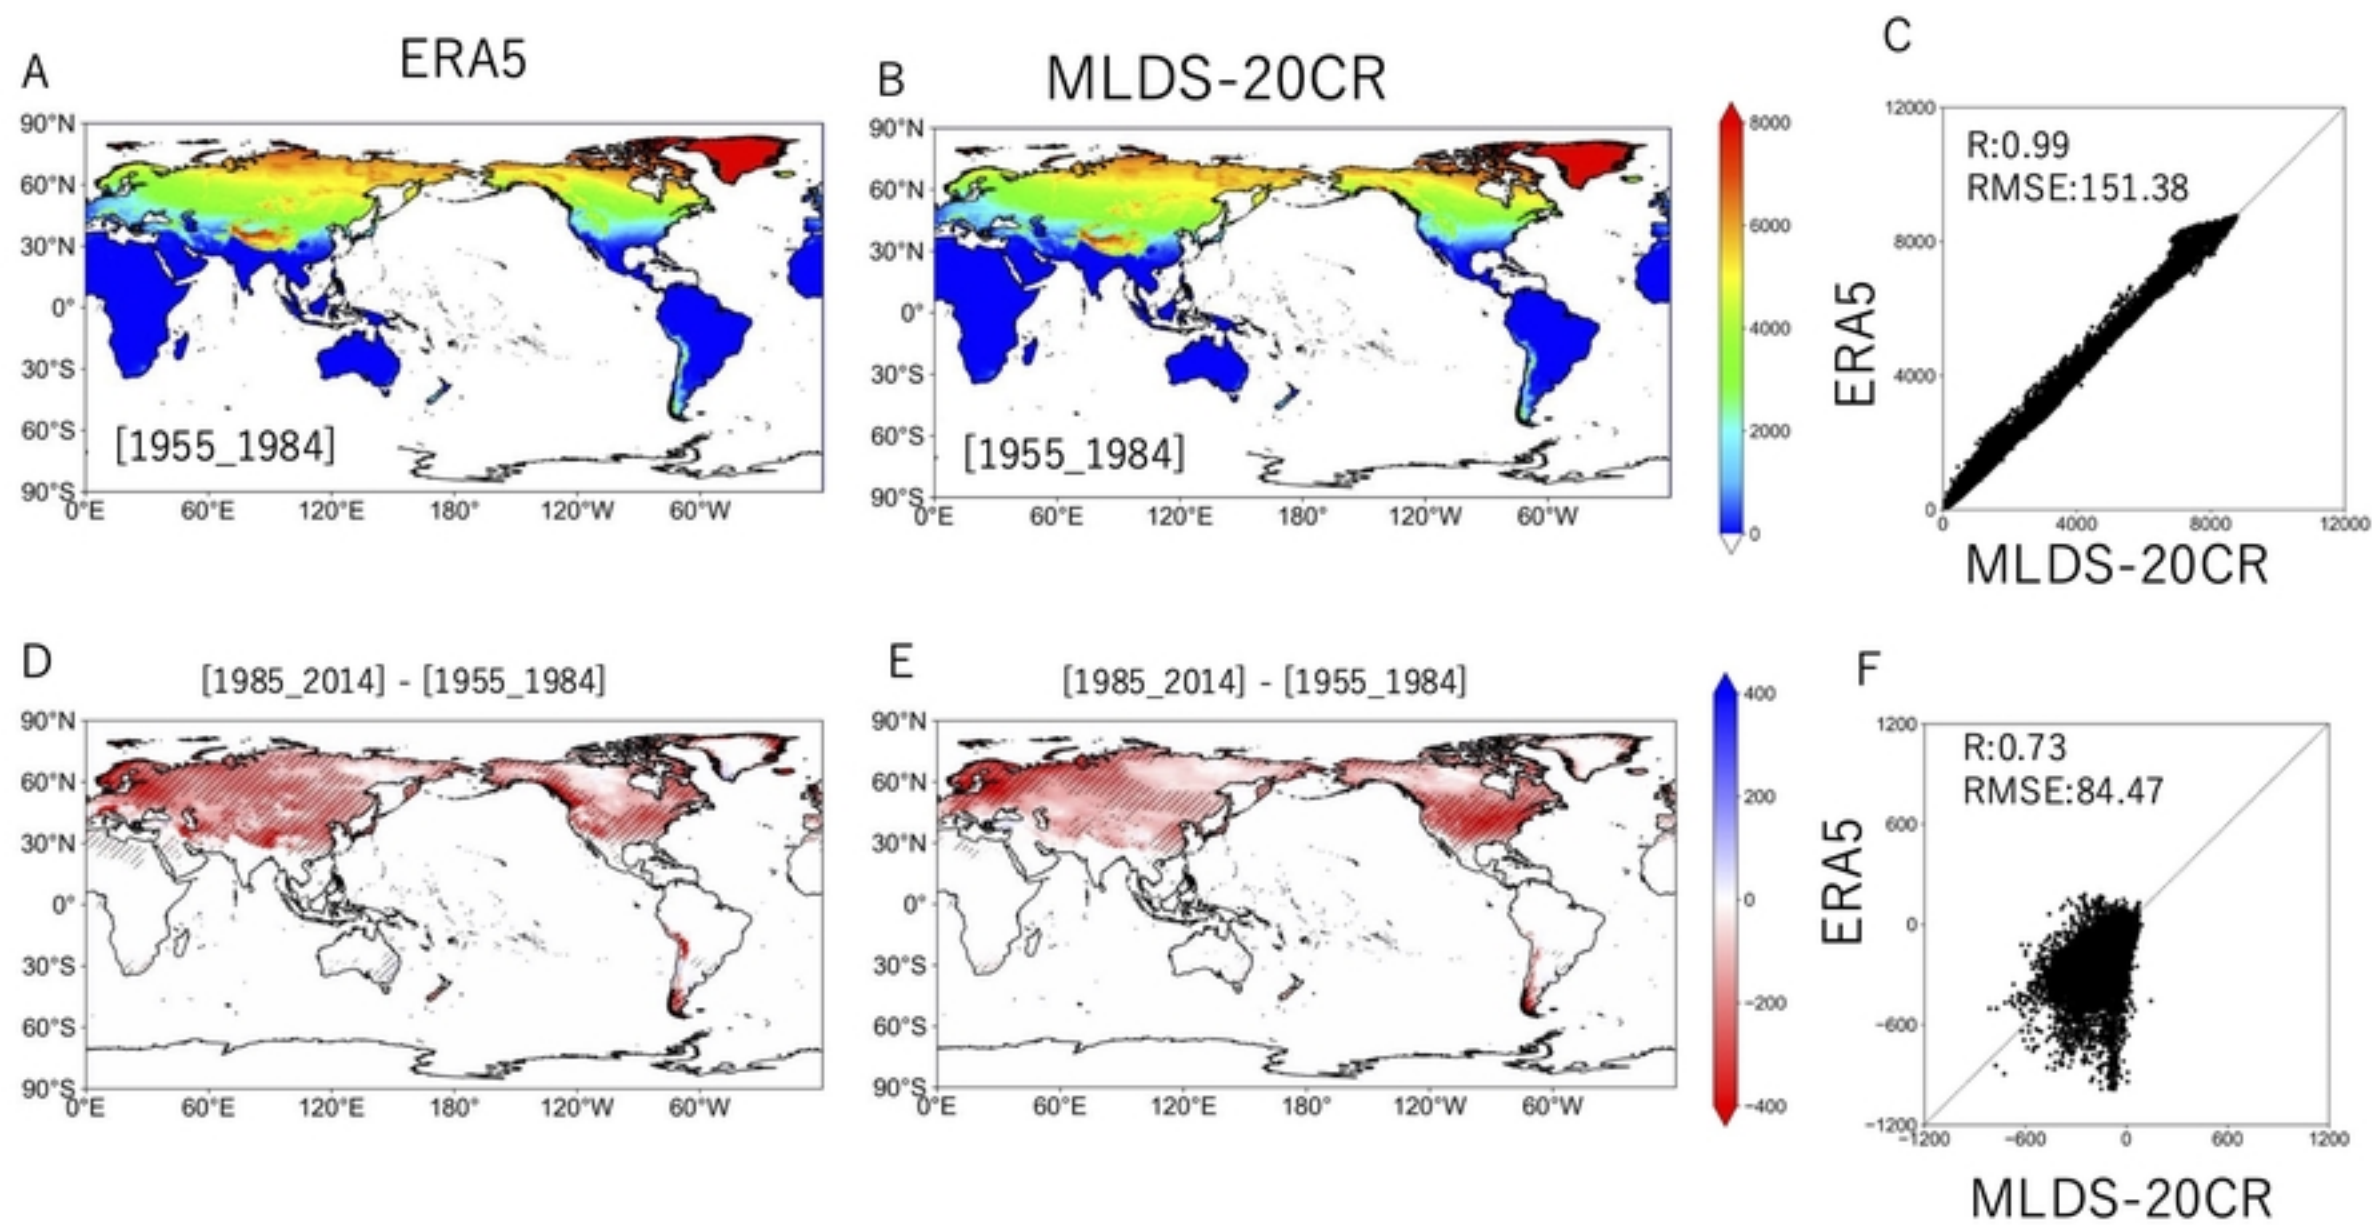 A
ERA5
90°N
60°N
30°N
0°
30°S
60°S
90°S
[1955_1984]
0°E
60°E
120°E
180°
120°W
60°W
B
MLDS-20CR
90°N
60°N
30°N
0°
30°S
60°S
90°S
[1955_1984]
0°E
60°E
120°E
180°
120°W
60°W
8000
6000
4000
2000
0
C
12000
8000
4000
0
R:0.99
RMSE:151.38
ERA5
0
4000
8000
12000
MLDS-20CR
D
[1985_2014] - [1955_1984]
90°N
60°N
30°N
0°
30°S
60°S
90°S
0°E
60°E
120°E
180°
120°W
60°W
E
[1985_2014] - [1955_1984]
90°N
60°N
30°N
0°
30°S
60°S
90°S
0°E
60°E
120°E
180°
120°W
60°W
400
200
0
−200
−400
F
1200
600
0
−600
−1200
R:0.73
RMSE:84.47
ERA5
−1200
−600
0
600
1200
MLDS-20CR